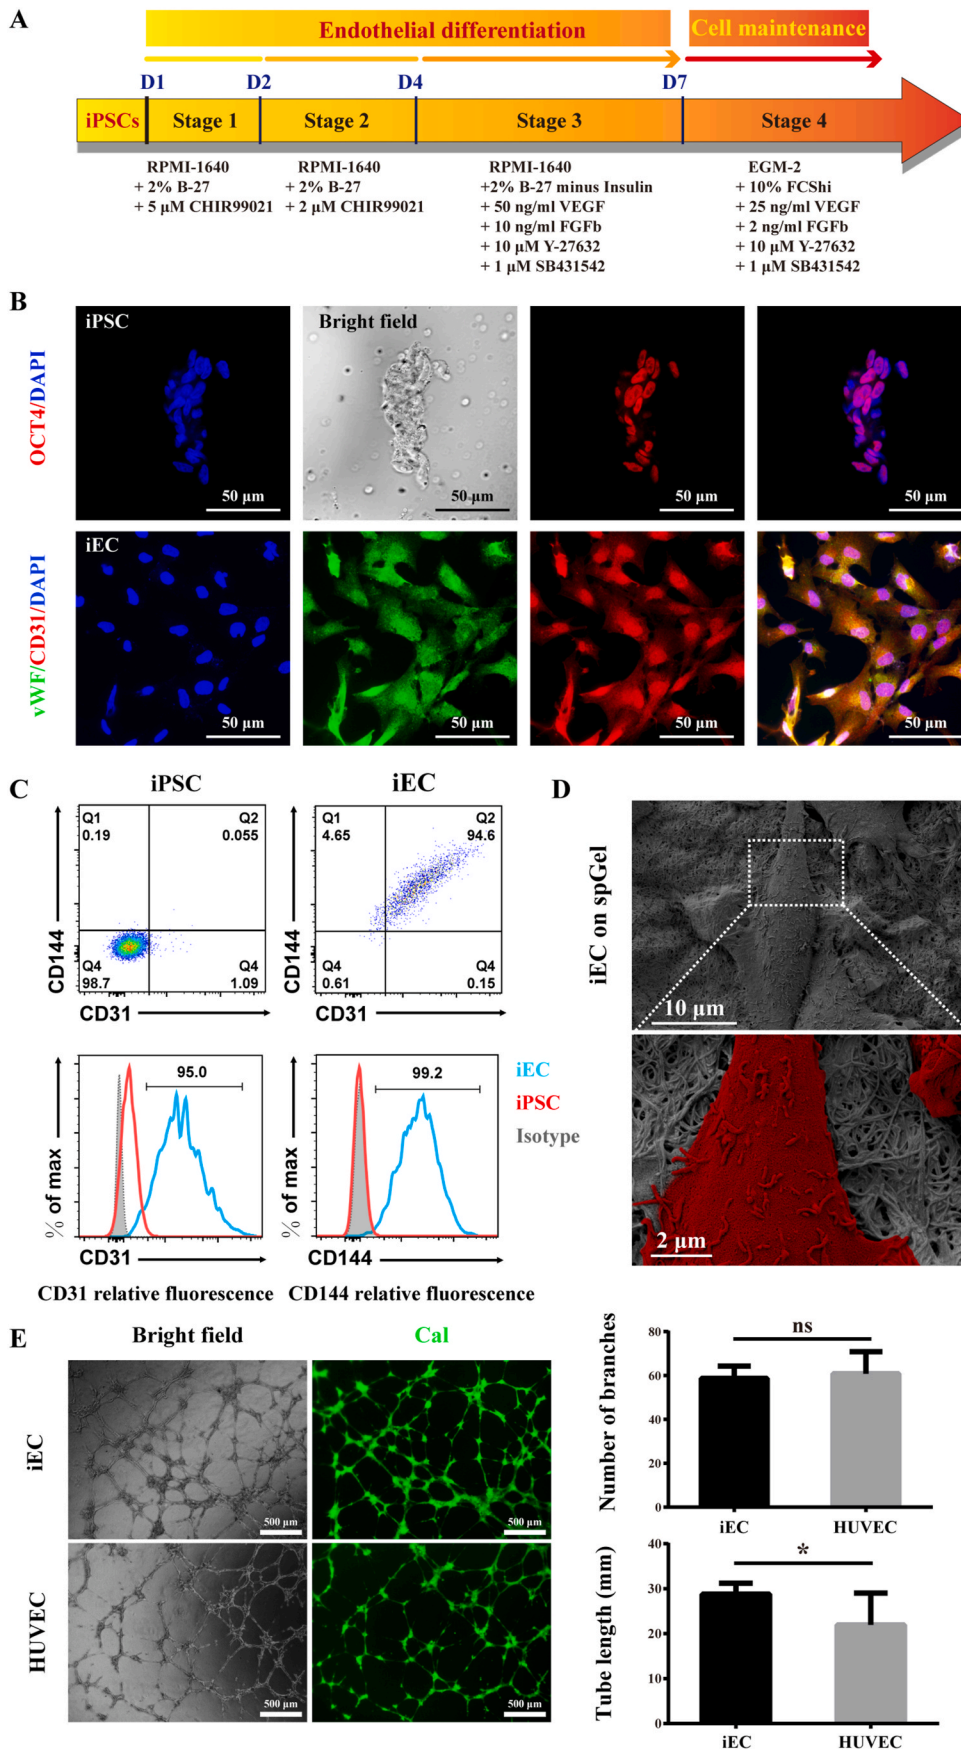 A
Endothelial differentiation
Cell maintenance
D1
D2
D4
D7
iPSCs
Stage 1
Stage 2
Stage 3
Stage 4
RPMI-1640
+ 2% B-27
+ 5 μM CHIR99021
RPMI-1640
+ 2% B-27
+ 2 μM CHIR99021
RPMI-1640
+2% B-27 minus Insulin
+ 50 ng/ml VEGF
+ 10 ng/ml FGFb
+ 10 μM Y-27632
+ 1 μM SB431542
EGM-2
+ 10% FCShi
+ 25 ng/ml VEGF
+ 2 ng/ml FGFb
+ 10 μM Y-27632
+ 1 μM SB431542
B
OCT4/DAPI
iPSC
50 μm
Bright field
50 μm
50 μm
50 μm
vWF/CD31/DAPI
iEC
50 μm
50 μm
50 μm
50 μm
C
iPSC
CD144
Q1
0.19
Q2
0.055
Q4
98.7
Q4
1.09
CD31
iEC
CD144
Q1
4.65
Q2
94.6
Q4
0.61
Q4
0.15
CD31
% of max
95.0
CD31
CD31 relative fluorescence
% of max
99.2
CD144
CD144 relative fluorescence
iEC
iPSC
Isotype
D
iEC on spGel
10 μm
2 μm
E
Bright field
Cal
iEC
500 μm
500 μm
HUVEC
500 μm
500 μm
Number of branches
80
60
40
20
0
ns
iEC
HUVEC
Tube length (mm)
40
30
20
10
0
*
iEC
HUVEC